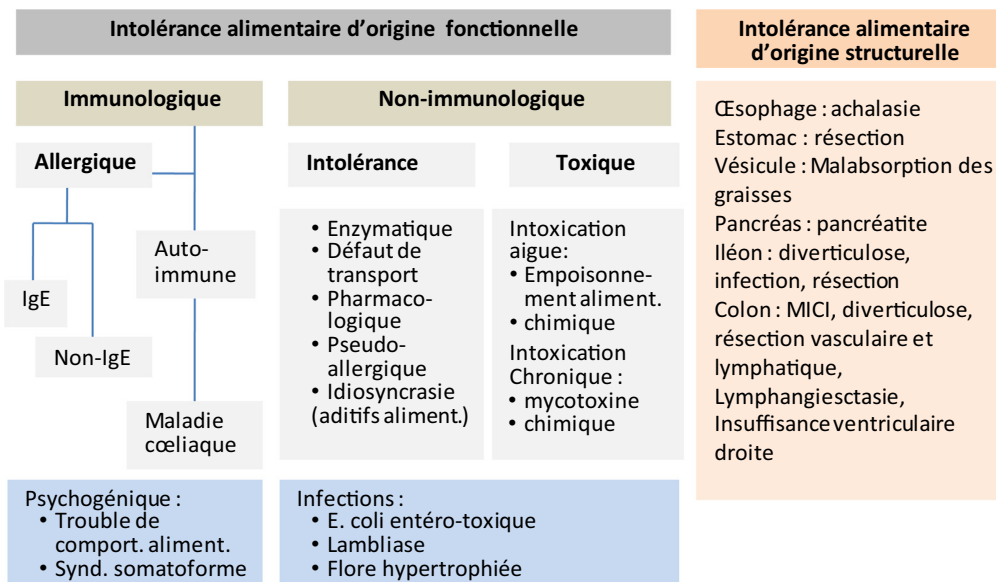 Intolérance alimentaire d’origine fonctionnelle
Immunologique
Allergique
IgE
Non-IgE
Auto-
immune
Maladie
cœliaque
Psychogénique :
• Trouble de
comport. aliment.
• Synd. somatoforme
Non-immunologique
Intolérance
• Enzymatique
• Défaut de
transport
• Pharmaco-
logique
• Pseudo-
allergique
• Idiosyncrasie
(aditifs aliment.)
Toxique
Intoxication
aigue:
• Empoisonne-
ment aliment.
• chimique
Intoxication
Chronique :
• mycotoxine
• chimique
Infections :
• E. coli entéro-toxique
• Lambliase
• Flore hypertrophiée
Intolérance alimentaire
d’origine structurelle
Œsophage : achalasie
Estomac : résection
Vésicule : Malabsorption des
graisses
Pancréas : pancréatite
Iléon : diverticulose,
infection, résection
Colon : MICI, diverticulose,
résection vasculaire et
lymphatique,
Lymphangiesctasie,
Insuffisance ventriculaire
droite